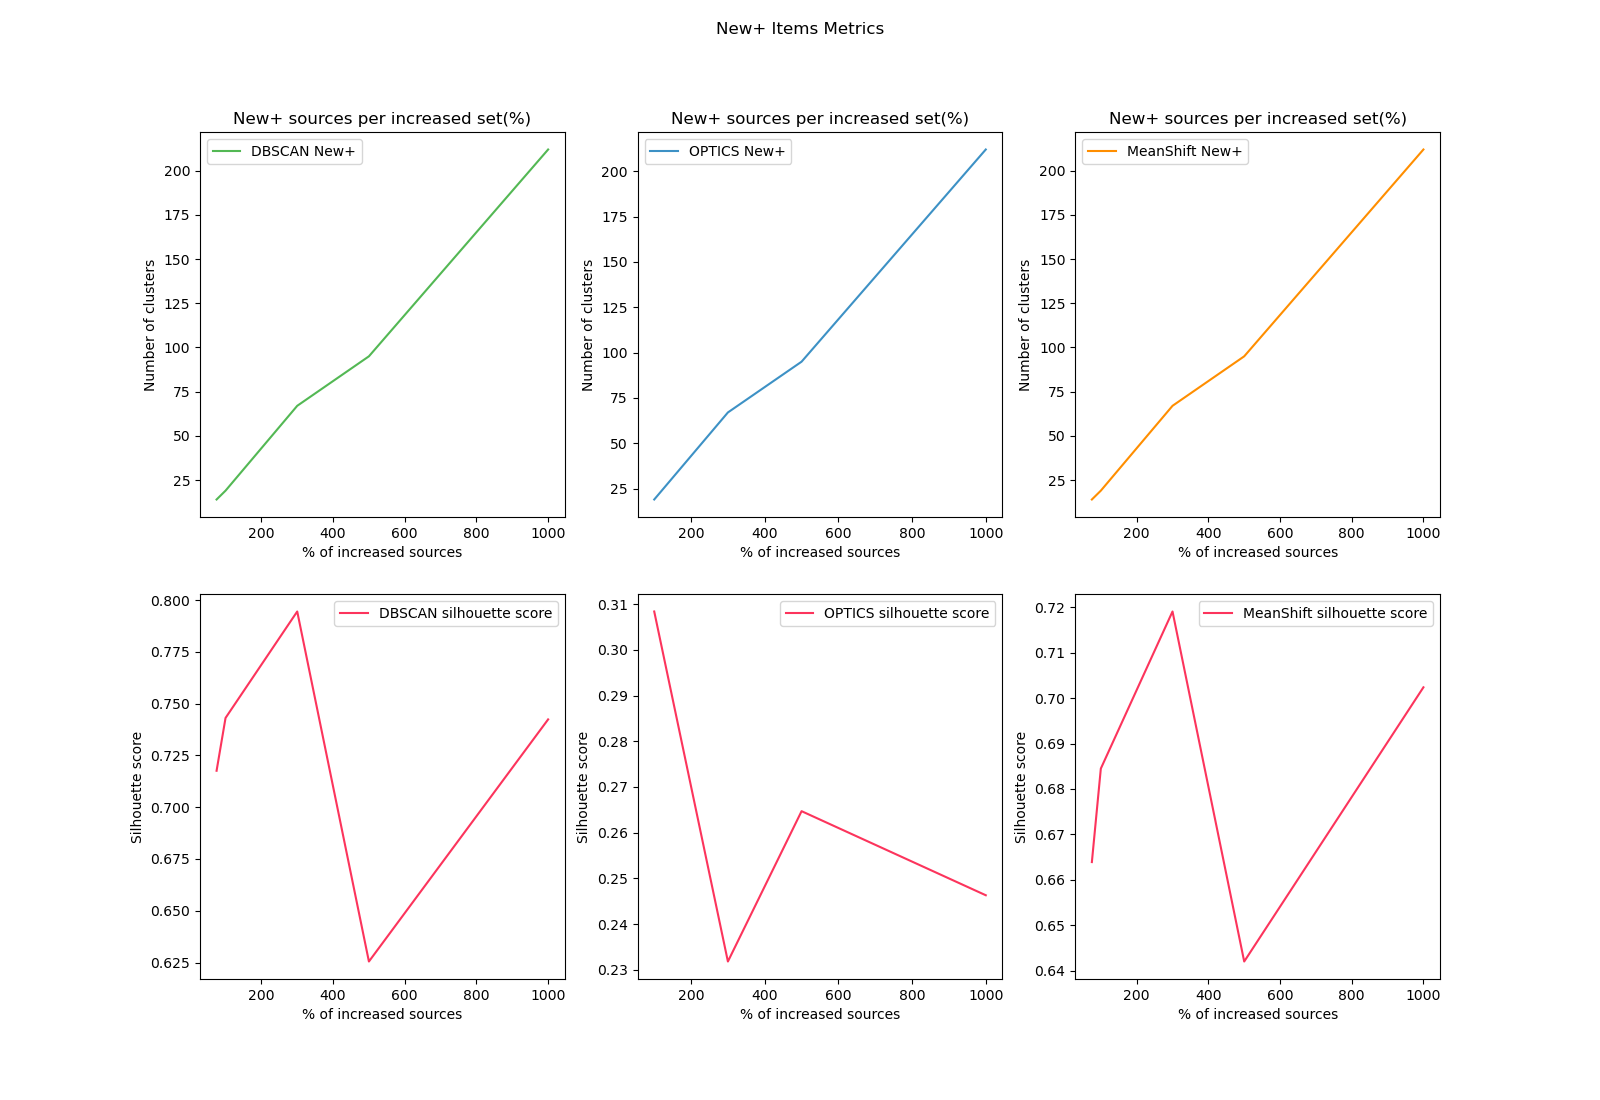 New+ Items Metrics
New+ sources per increased set(%)
DBSCAN New+
200
175
150
125
100
75
50
25
Number of clusters
200 400 600 800 1000
% of increased sources
New+ sources per increased set(%)
OPTICS New+
200
175
150
125
100
75
50
25
Number of clusters
200 400 600 800 1000
% of increased sources
New+ sources per increased set(%)
MeanShift New+
200
175
150
125
100
75
50
25
Number of clusters
200 400 600 800 1000
% of increased sources
DBSCAN silhouette score
0.800
0.775
0.750
0.725
0.700
0.675
0.650
0.625
Silhouette score
200 400 600 800 1000
% of increased sources
OPTICS silhouette score
0.31
0.30
0.29
0.28
0.27
0.26
0.25
0.24
0.23
Silhouette score
200 400 600 800 1000
% of increased sources
MeanShift silhouette score
0.72
0.71
0.70
0.69
0.68
0.67
0.66
0.65
0.64
Silhouette score
200 400 600 800 1000
% of increased sources